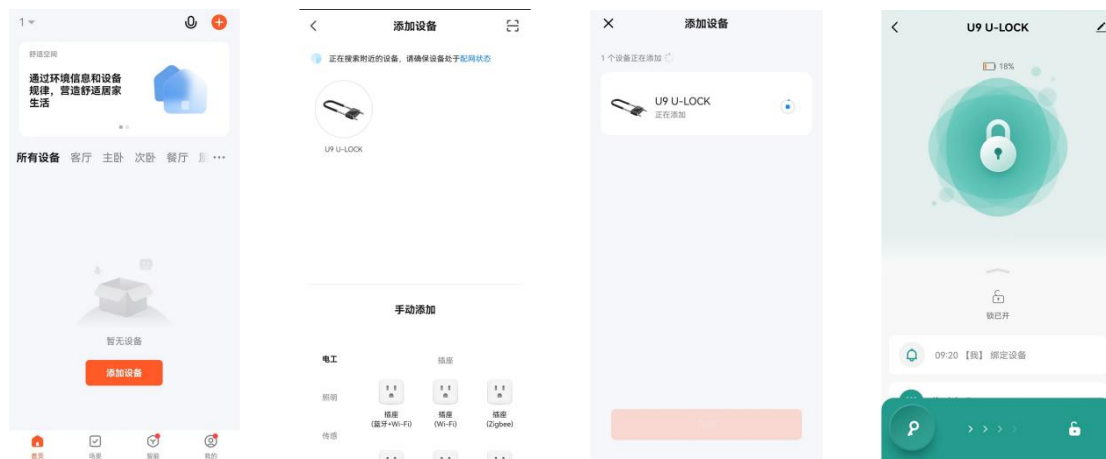 1
舒适空间
通过环境信息和设备
规律，营造舒适居家
生活
所有设备 客厅 主卧 次卧 餐厅
暂无设备
添加设备
首页 场景 智能 我的
添加设备
正在搜索附近的设备，请确保设备处于配网状态
U9 U-LOCK
手动添加
电工
插座
照明
插座
(蓝牙+Wi-Fi)
插座
(Wi-Fi)
插座
(Zigbee)
传感
添加设备
1 个设备正在添加
U9 U-LOCK
正在添加
U9 U-LOCK
18%
锁已开
09:20 【我】 绑定设备